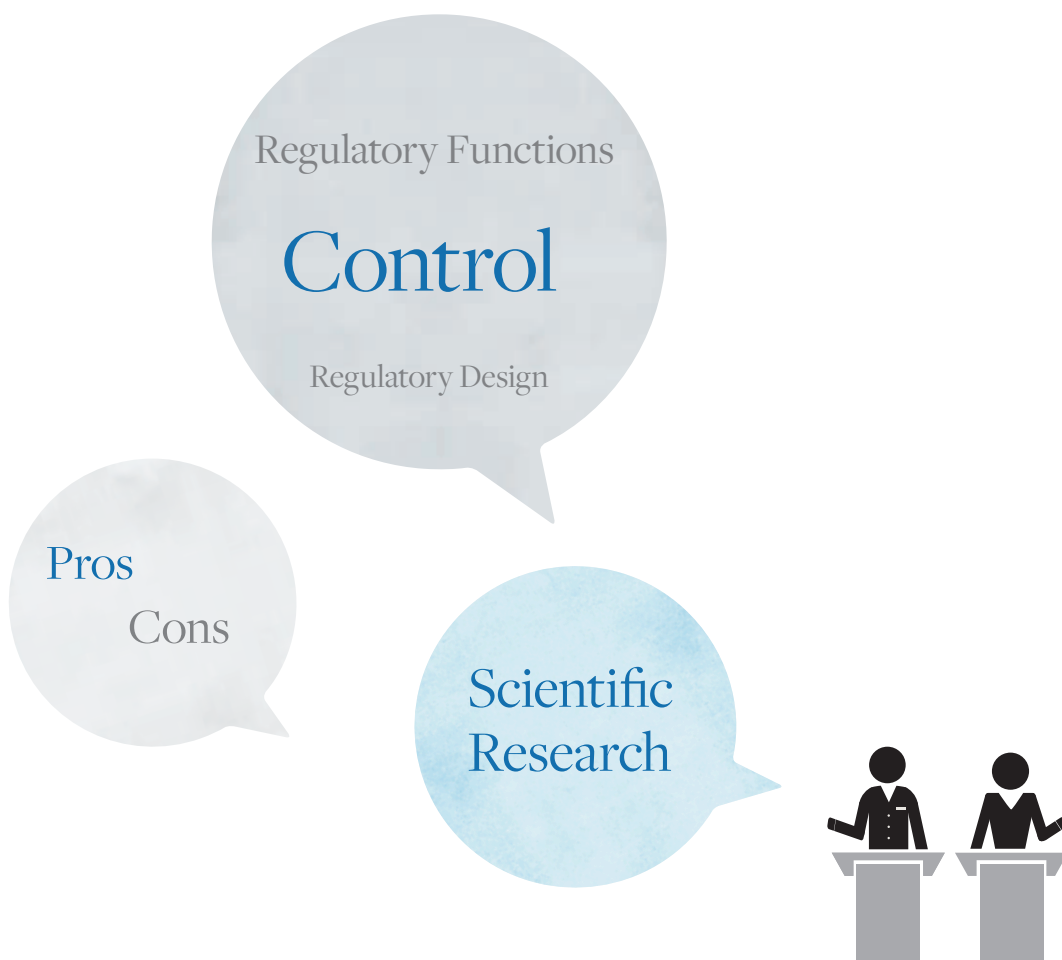 Regulatory Functions
Control
Regulatory Design
Pros
Cons
Scientific
Research